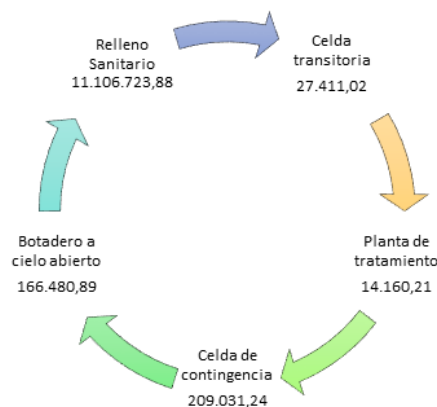 Relleno
Sanitario
11.106.723,88
Celda
transitoria
27.411,02
Planta de
tratamiento
14.160,21
Celda de
contingencia
209.031,24
Botadero a
cielo abierto
166.480,89